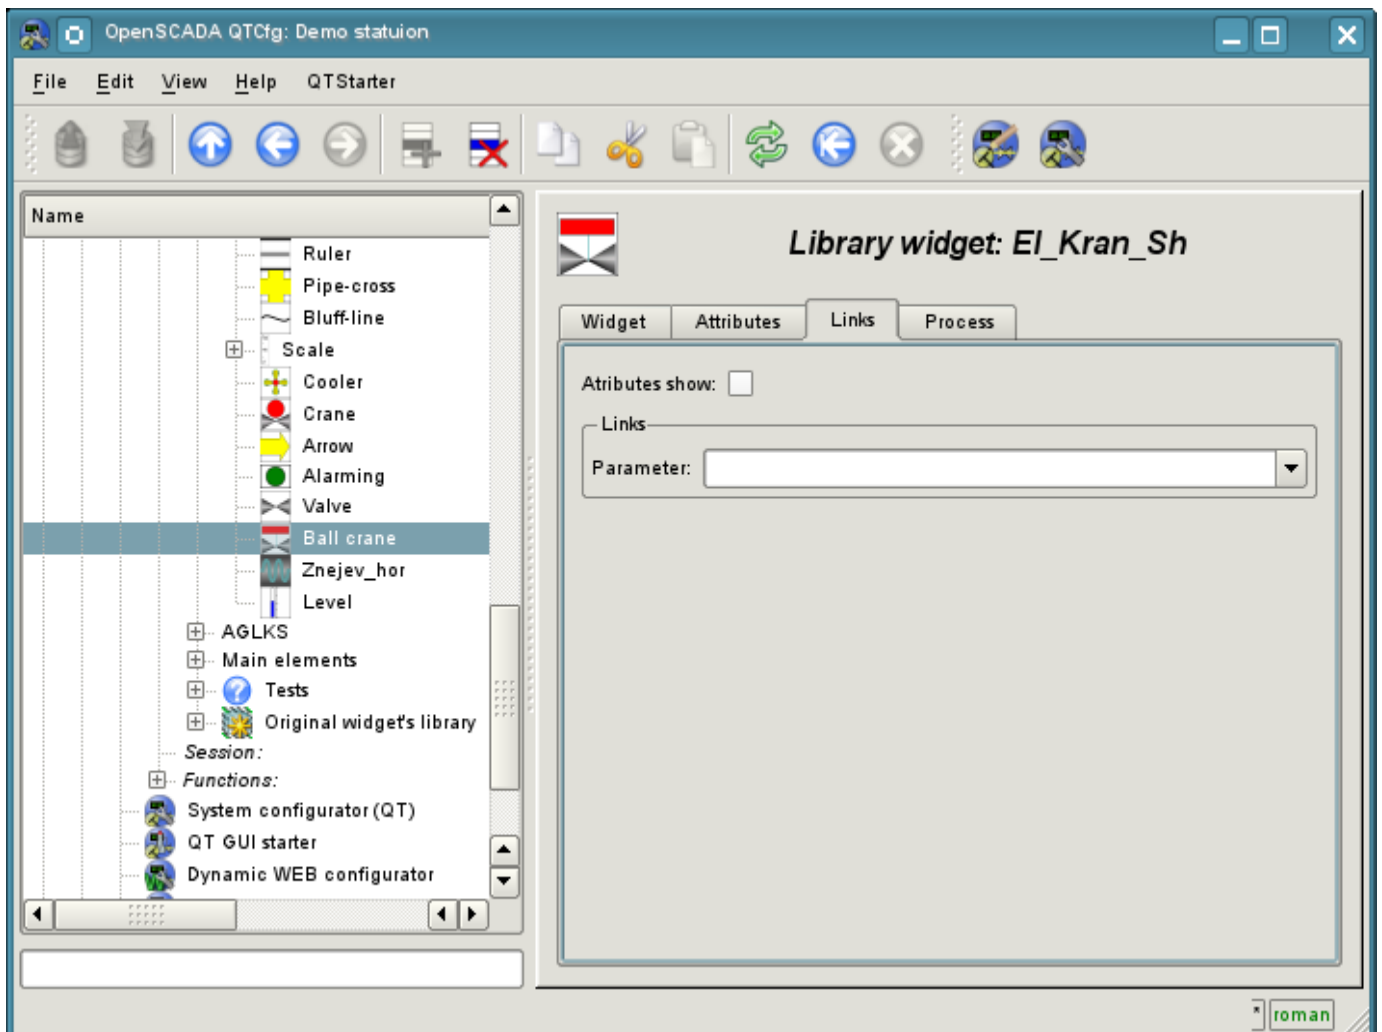 OpenSCADA QTCfg: Demo statuion
File Edit View Help QTStarter
Name
Ruler
Pipe-cross
Bluff-line
Scale
Cooler
Crane
Arrow
Alarming
Valve
Ball crane
Znejev_hor
Level
AGLKS
Main elements
Tests
Original widget's library
Session:
Functions:
System configurator (QT)
QT GUI starter
Dynamic WEB configurator
Library widget: El_Kran_Sh
Widget Attributes Links Process
Atributes show:
Links
Parameter:
* roman